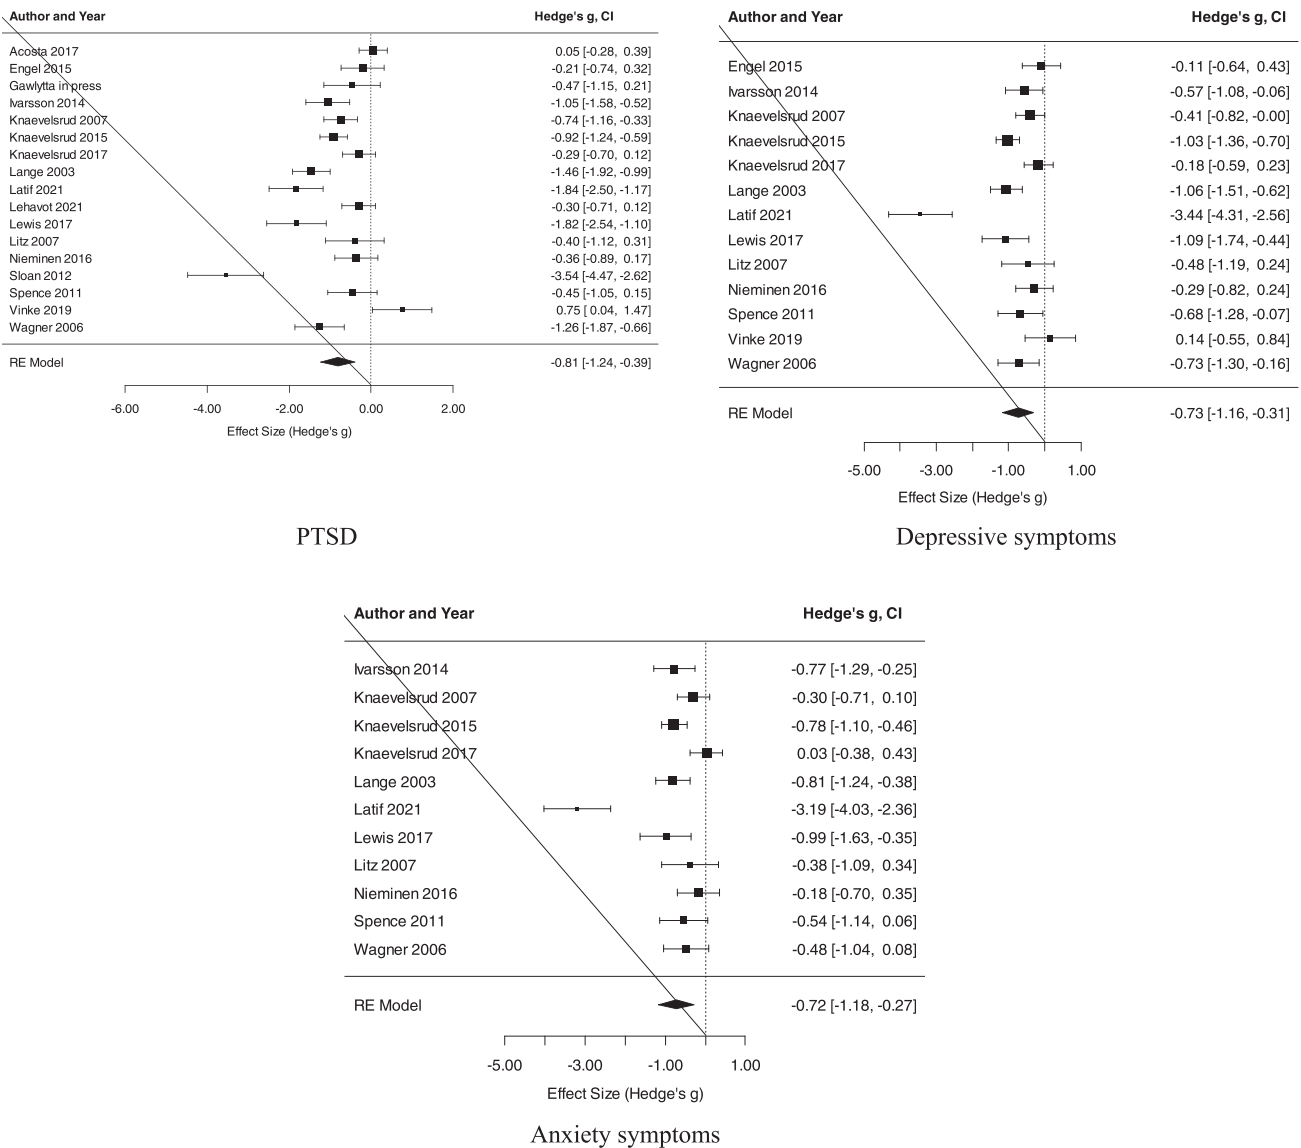 Author and Year Hedge's g, CI
Acosta 2017 0.05 [-0.28, 0.39]
Engel 2015 -0.21 [-0.74, 0.32]
Gawlytta in press -0.47 [-1.15, 0.21]
Ivarsson 2014 -1.05 [-1.58, -0.52]
Knaevelsrud 2007 -0.74 [-1.16, -0.33]
Knaevelsrud 2015 -0.92 [-1.24, -0.59]
Knaevelsrud 2017 -0.29 [-0.70, 0.12]
Lange 2003 -1.46 [-1.92, -0.99]
Latif 2021 -1.84 [-2.50, -1.17]
Lehavot 2021 -0.30 [-0.71, 0.12]
Lewis 2017 -1.82 [-2.54, -1.10]
Litz 2007 -0.40 [-1.12, 0.31]
Nieminen 2016 -0.36 [-0.89, 0.17]
Sloan 2012 -3.54 [-4.47, -2.62]
Spence 2011 -0.45 [-1.05, 0.15]
Vinke 2019 0.75 [ 0.04, 1.47]
Wagner 2006 -1.26 [-1.87, -0.66]
RE Model -0.81 [-1.24, -0.39]
-6.00 -4.00 -2.00 0.00 2.00
Effect Size (Hedge's g)
PTSD
Author and Year Hedge's g, CI
Engel 2015 -0.11 [-0.64, 0.43]
Ivarsson 2014 -0.57 [-1.08, -0.06]
Knaevelsrud 2007 -0.41 [-0.82, -0.00]
Knaevelsrud 2015 -1.03 [-1.36, -0.70]
Knaevelsrud 2017 -0.18 [-0.59, 0.23]
Lange 2003 -1.06 [-1.51, -0.62]
Latif 2021 -3.44 [-4.31, -2.56]
Lewis 2017 -1.09 [-1.74, -0.44]
Litz 2007 -0.48 [-1.19, 0.24]
Nieminen 2016 -0.29 [-0.82, 0.24]
Spence 2011 -0.68 [-1.28, -0.07]
Vinke 2019 0.14 [-0.55, 0.84]
Wagner 2006 -0.73 [-1.30, -0.16]
RE Model -0.73 [-1.16, -0.31]
-5.00 -3.00 -1.00 1.00
Effect Size (Hedge's g)
Depressive symptoms
Author and Year Hedge's g, CI
Ivarsson 2014 -0.77 [-1.29, -0.25]
Knaevelsrud 2007 -0.30 [-0.71, 0.10]
Knaevelsrud 2015 -0.78 [-1.10, -0.46]
Knaevelsrud 2017 0.03 [-0.38, 0.43]
Lange 2003 -0.81 [-1.24, -0.38]
Latif 2021 -3.19 [-4.03, -2.36]
Lewis 2017 -0.99 [-1.63, -0.35]
Litz 2007 -0.38 [-1.09, 0.34]
Nieminen 2016 -0.18 [-0.70, 0.35]
Spence 2011 -0.54 [-1.14, 0.06]
Wagner 2006 -0.48 [-1.04, 0.08]
RE Model -0.72 [-1.18, -0.27]
-5.00 -3.00 -1.00 1.00
Effect Size (Hedge's g)
Anxiety symptoms